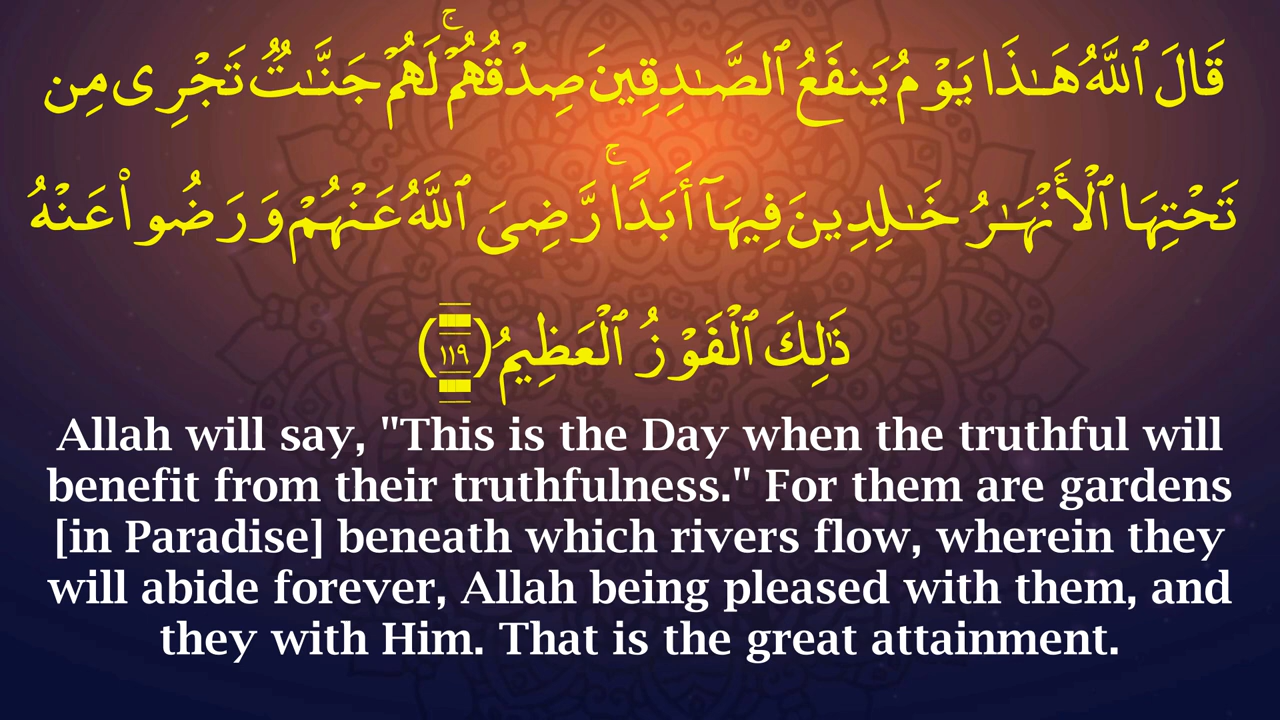 قَالَ ٱللَّهُ هَـٰذَا يَوْمُ يَنفَعُ ٱلصَّـٰدِقِينَ صِدْقُهُمْ ۚ لَهُمْ جَنَّـٰتٌ تَجْرِى مِن
تَحْتِهَا ٱلْأَنْهَـٰرُ خَـٰلِدِينَ فِيهَآ أَبَدًا ۚ رَّضِىَ ٱللَّهُ عَنْهُمْ وَرَضُوا۟ عَنْهُ
ذَٰلِكَ ٱلْفَوْزُ ٱلْعَظِيمُ (١١٩)
Allah will say, "This is the Day when the truthful will
benefit from their truthfulness." For them are gardens
[in Paradise] beneath which rivers flow, wherein they
will abide forever, Allah being pleased with them, and
they with Him. That is the great attainment.